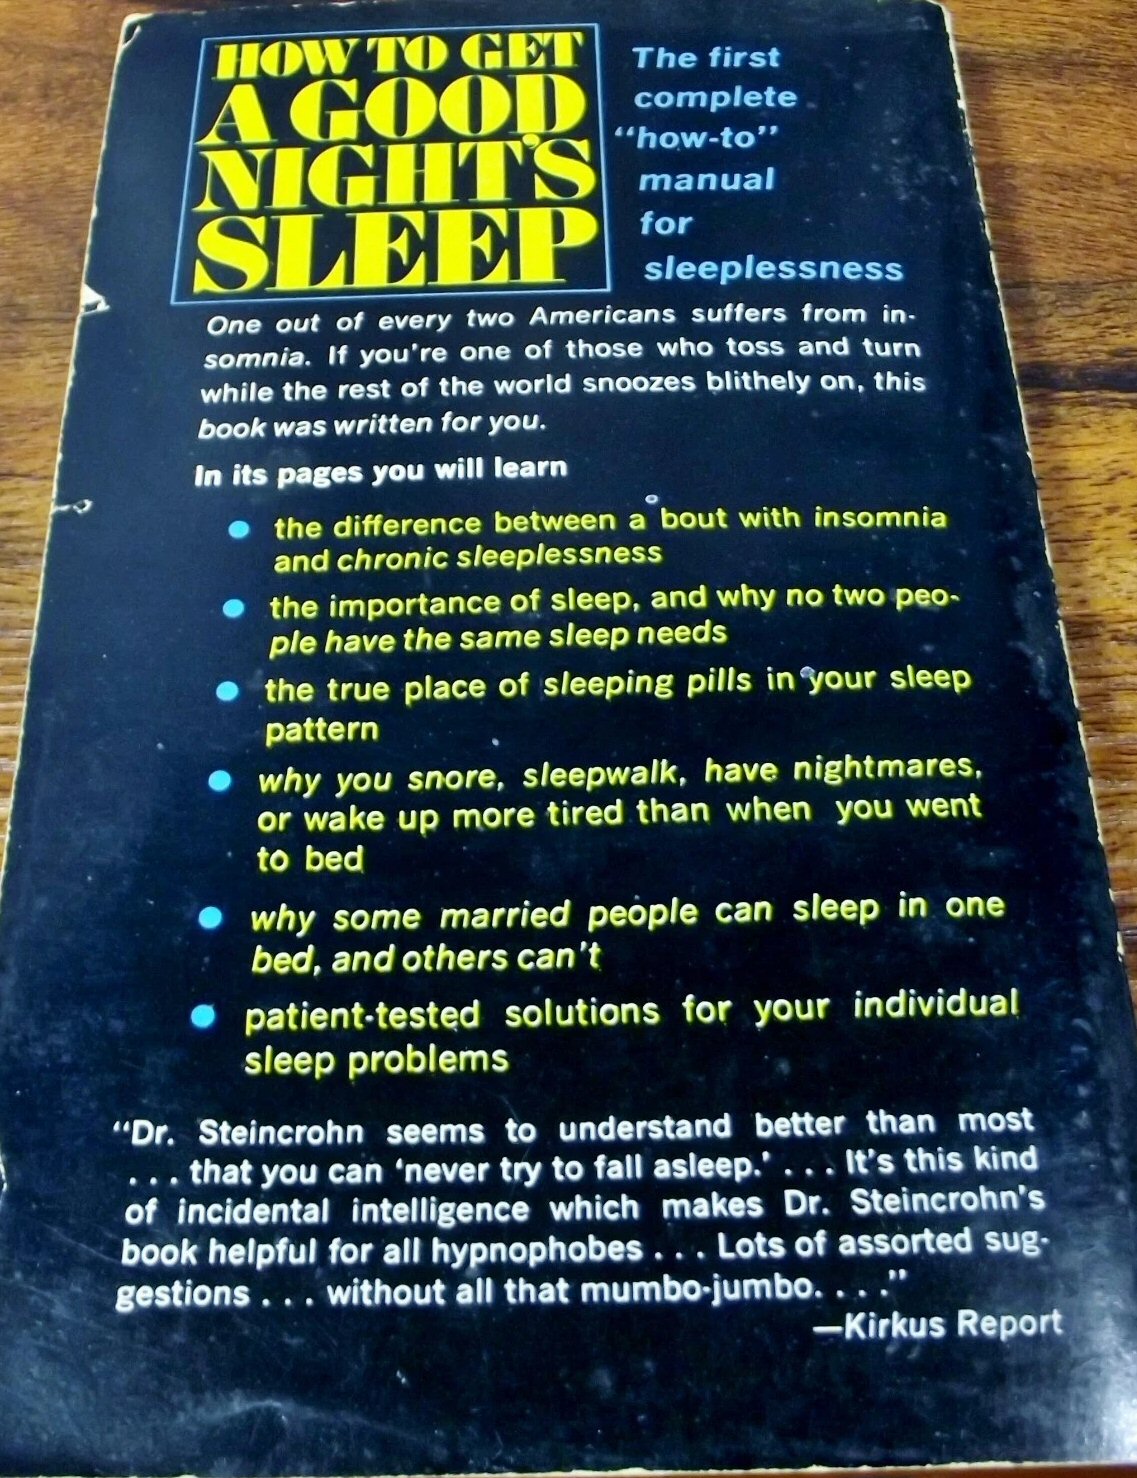 HOW TO GET
A GOOD
NIGHT'S
SLEEP
The first
complete
"how-to"
manual
for
sleeplessness
One out of every two Americans suffers from in-
somnia. If you're one of those who toss and turn
while the rest of the world snoozes blithely on, this
book was written for you.
In its pages you will learn
• the difference between a bout with insomnia
and chronic sleeplessness
• the importance of sleep, and why no two peo-
ple have the same sleep needs
• the true place of sleeping pills in your sleep
pattern
• why you snore, sleepwalk, have nightmares,
or wake up more tired than when you went
to bed
• why some married people can sleep in one
bed, and others can't
• patient-tested solutions for your individual
sleep problems
"Dr. Steincrohn seems to understand better than most
. . . that you can 'never try to fall asleep.' . . . It's this kind
of incidental intelligence which makes Dr. Steincrohn's
book helpful for all hypnophobes . . . Lots of assorted sug-
gestions . . . without all that mumbo-jumbo. . . ."
—Kirkus Report